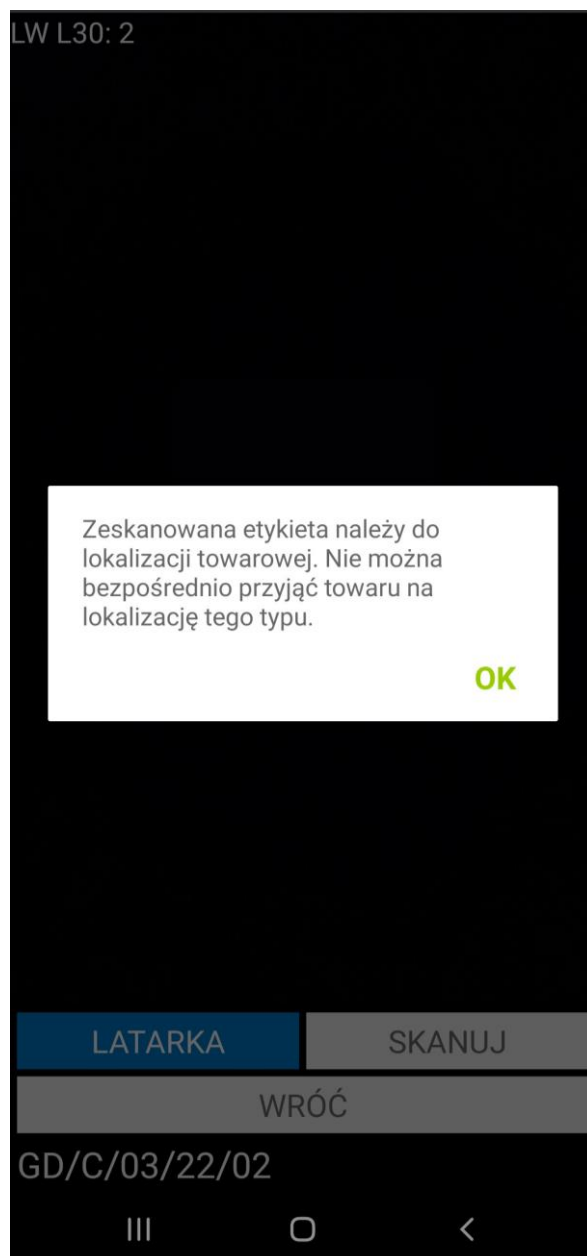 LW L30: 2
Zeskanowana etykieta należy do
lokalizacji towarowej. Nie można
bezpośrednio przyjąć towaru na
lokalizację tego typu.
OK
LATARKA SKANUJ
WRÓĆ
GD/C/03/22/02